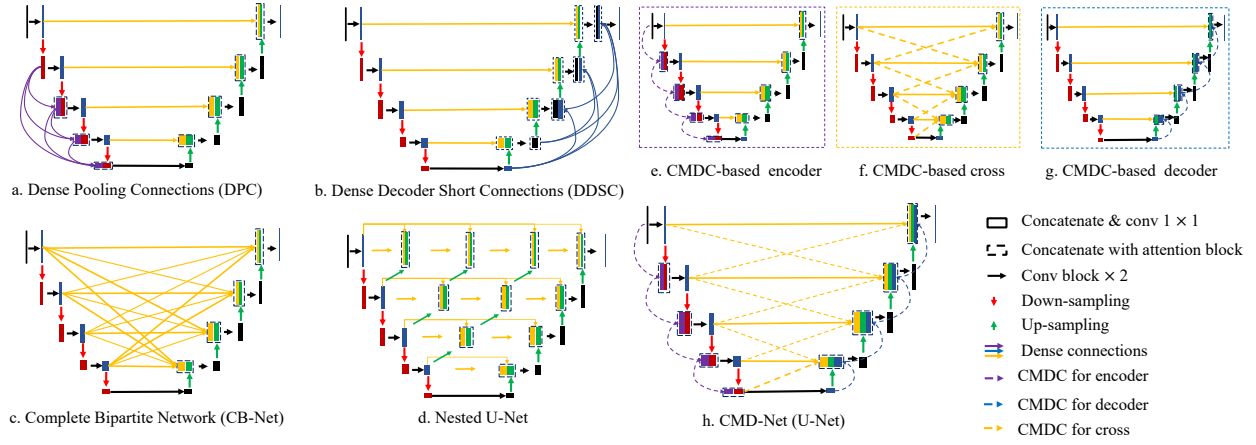 a. Dense Pooling Connections (DPC)
b. Dense Decoder Short Connections (DDSC)
e. CMDC-based encoder
f. CMDC-based cross
g. CMDC-based decoder
c. Complete Bipartite Network (CB-Net)
d. Nested U-Net
h. CMD-Net (U-Net)
Concatenate & conv 1 × 1
Concatenate with attention block
Conv block × 2
Down-sampling
Up-sampling
Dense connections
CMDC for encoder
CMDC for decoder
CMDC for cross